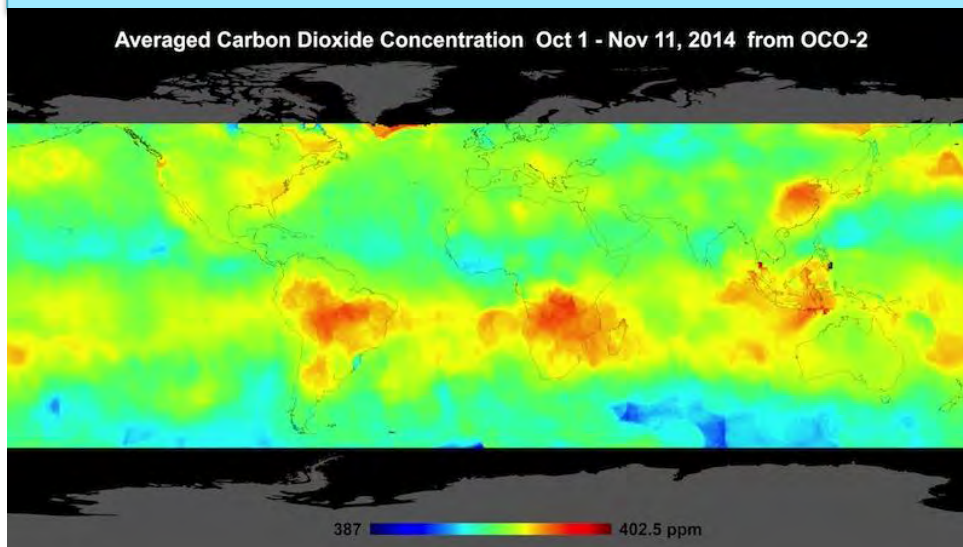 Averaged Carbon Dioxide Concentration Oct 1 - Nov 11, 2014 from OCO-2
387 402.5 ppm